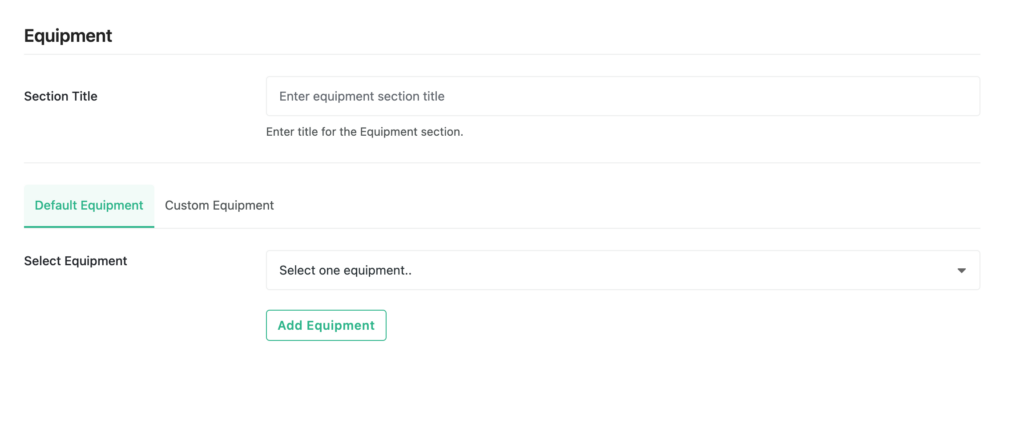 Equipment
Section Title
Enter equipment section title
Enter title for the Equipment section.
Default Equipment Custom Equipment
Select Equipment
Select one equipment..
Add Equipment